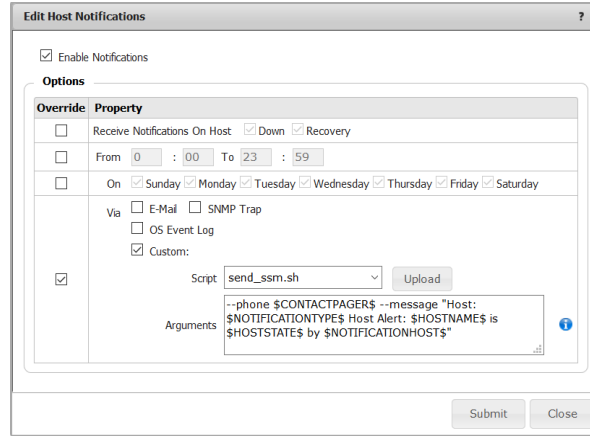 Edit Host Notifications ?
Enable Notifications
Options
Override Property
Receive Notifications On Host Down Recovery
From 0 : 00 To 23 : 59
On Sunday Monday Tuesday Wednesday Thursday Friday Saturday
Via E-Mail SNMP Trap
OS Event Log
Custom:
Script send_ssm.sh Upload
--phone $CONTACTPAGER$ --message "Host:
Arguments $NOTIFICATIONTYPE$ Host Alert: $HOSTNAME$ is
$HOSTSTATE$ by $NOTIFICATIONHOST$"
Submit Close